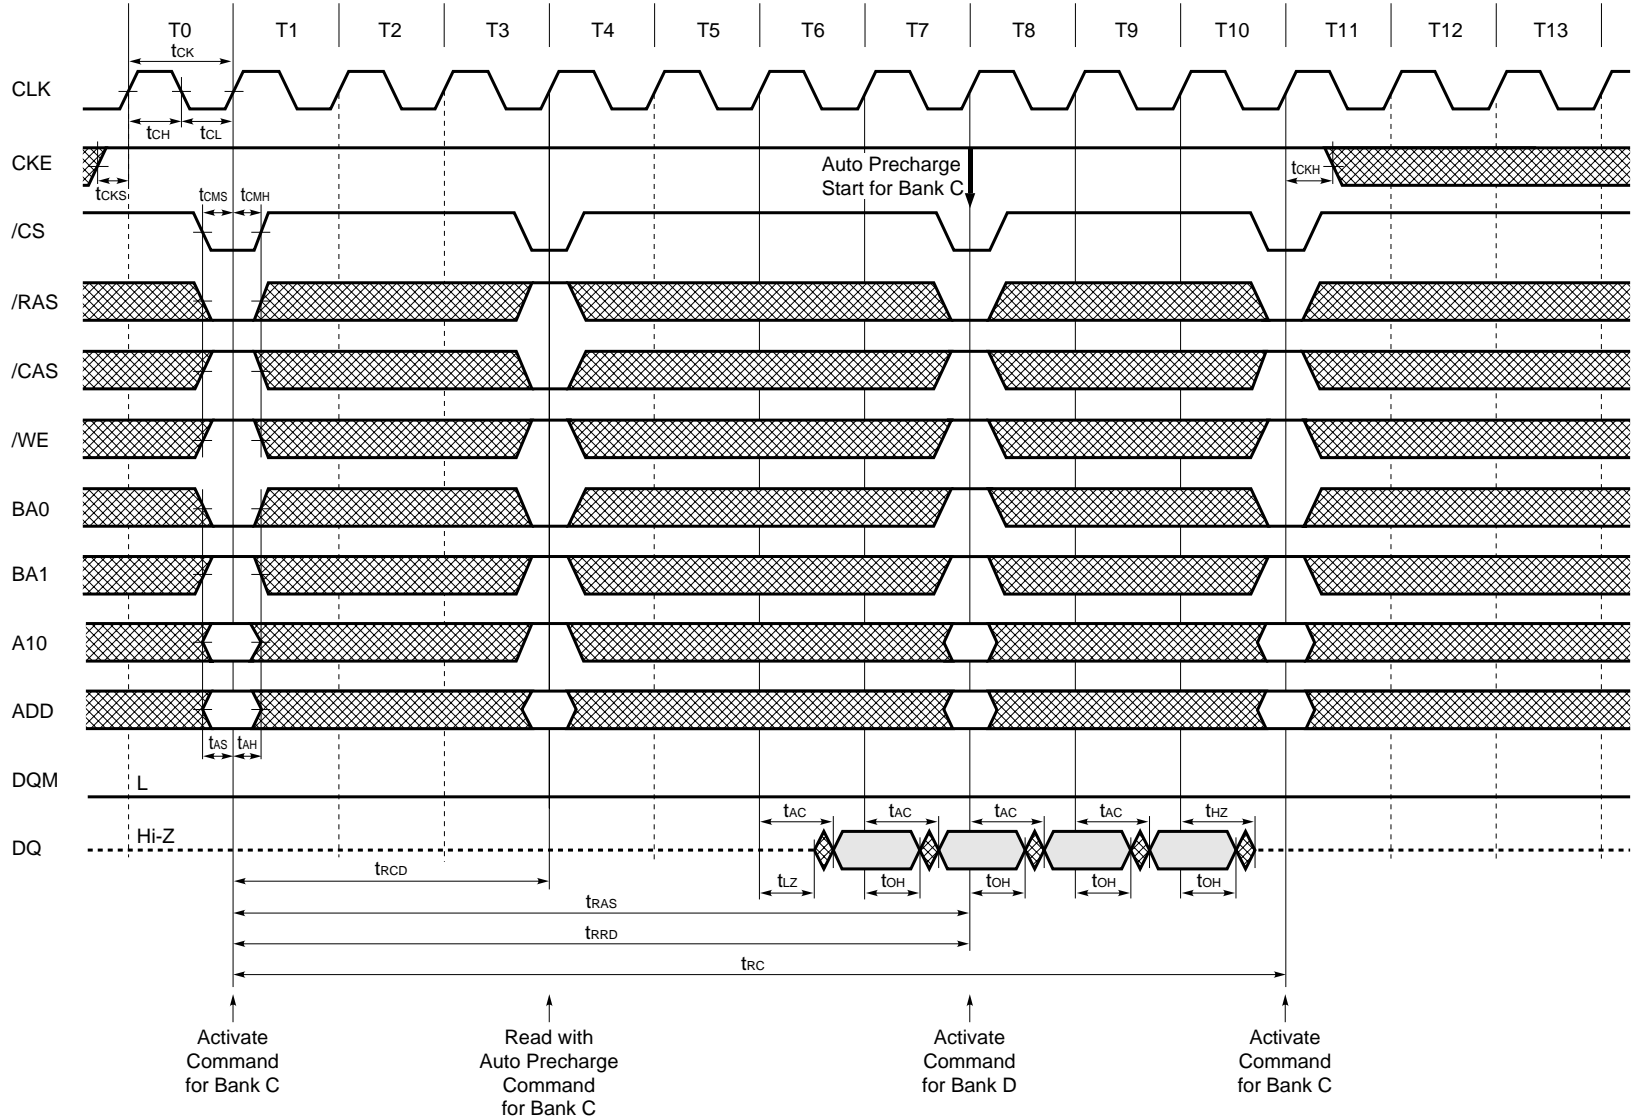 T0 T1 T2 T3 T4 T5 T6 T7 T8 T9 T10 T11 T12 T13
tCK
CLK
tCH tCL
CKE
Auto Precharge
Start for Bank C
tCKH
tCKS tCMS tCMH
/CS
/RAS
/CAS
/WE
BA0
BA1
A10
ADD
tAS tAH
DQM L
tAC tAC tAC tAC tHZ
DQ Hi-Z
tRCD tLZ tOH tOH tOH tOH
tRAS
tRRD
tRC
Activate
Command
for Bank C
Read with
Auto Precharge
Command
for Bank C
Activate
Command
for Bank D
Activate
Command
for Bank C